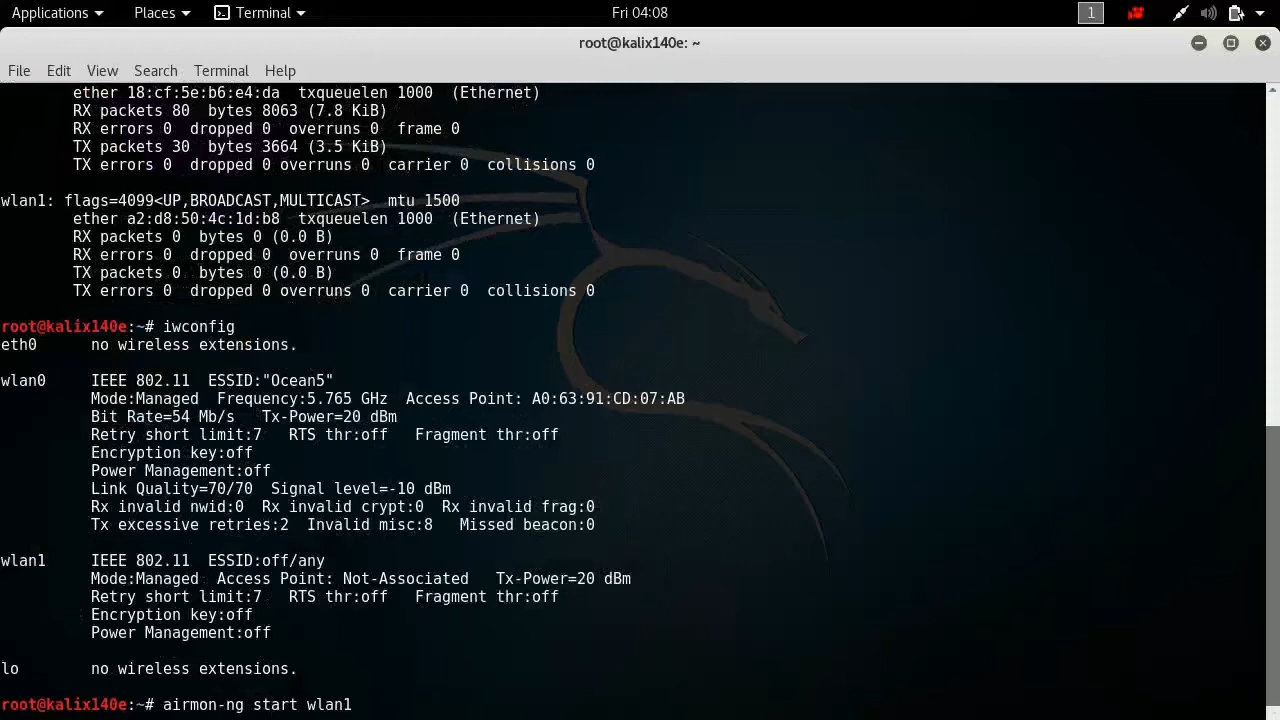 Applications Places Terminal Fri 04:08 1
root@kalix140e: ~
File Edit View Search Terminal Help
ether 18:cf:5e:b6:e4:da txqueuelen 1000 (Ethernet)
RX packets 80 bytes 8063 (7.8 KiB)
RX errors 0 dropped 0 overruns 0 frame 0
TX packets 30 bytes 3664 (3.5 KiB)
TX errors 0 dropped 0 overruns 0 carrier 0 collisions 0
wlan1: flags=4099<UP,BROADCAST,MULTICAST> mtu 1500
ether a2:d8:50:4c:1d:b8 txqueuelen 1000 (Ethernet)
RX packets 0 bytes 0 (0.0 B)
RX errors 0 dropped 0 overruns 0 frame 0
TX packets 0 bytes 0 (0.0 B)
TX errors 0 dropped 0 overruns 0 carrier 0 collisions 0
root@kalix140e:~# iwconfig
eth0 no wireless extensions.
wlan0 IEEE 802.11 ESSID:"Ocean5"
Mode:Managed Frequency:5.765 GHz Access Point: A0:63:91:CD:07:AB
Bit Rate=54 Mb/s Tx-Power=20 dBm
Retry short limit:7 RTS thr:off Fragment thr:off
Encryption key:off
Power Management:off
Link Quality=70/70 Signal level=-10 dBm
Rx invalid nwid:0 Rx invalid crypt:0 Rx invalid frag:0
Tx excessive retries:2 Invalid misc:8 Missed beacon:0
wlan1 IEEE 802.11 ESSID:off/any
Mode:Managed Access Point: Not-Associated Tx-Power=20 dBm
Retry short limit:7 RTS thr:off Fragment thr:off
Encryption key:off
Power Management:off
lo no wireless extensions.
root@kalix140e:~# airmon-ng start wlan1